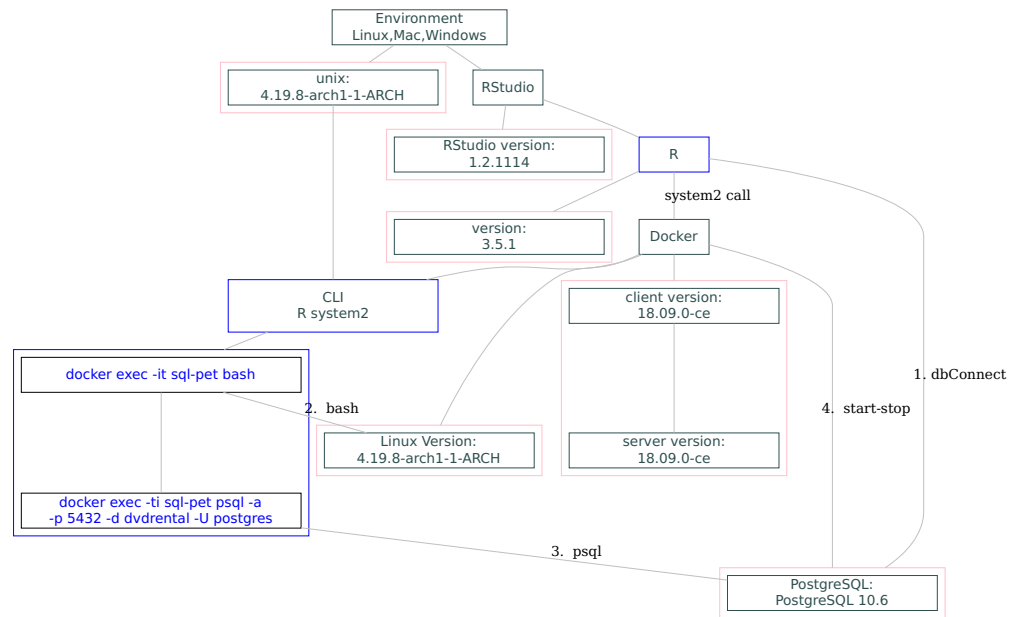 Environment
Linux,Mac,Windows
unix:
4.19.8-arch1-1-ARCH
RStudio
RStudio version:
1.2.1114
R
system2 call
version:
3.5.1
Docker
CLI
R system2
client version:
18.09.0-ce
docker exec -it sql-pet bash
1. dbConnect
2.  bash
4.  start-stop
Linux Version:
4.19.8-arch1-1-ARCH
server version:
18.09.0-ce
docker exec -ti sql-pet psql -a
-p 5432 -d dvdrental -U postgres
3.  psql
PostgreSQL:
PostgreSQL 10.6